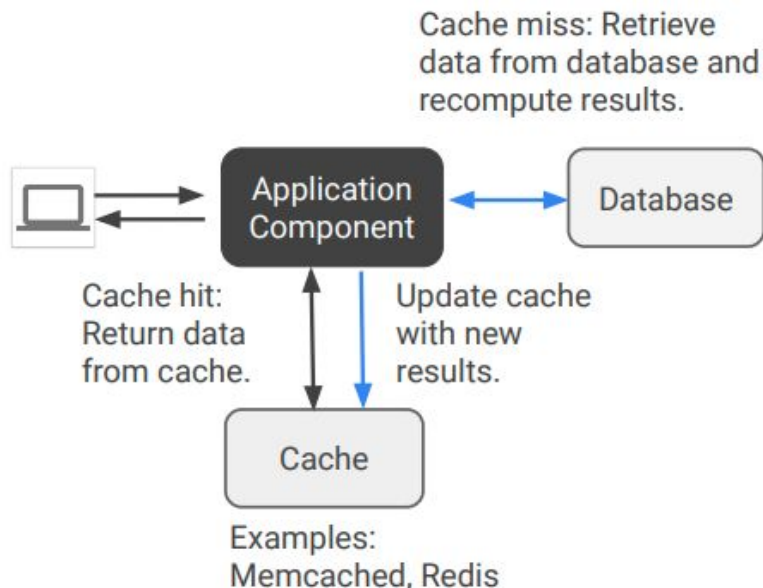 Cache miss: Retrieve
data from database and
recompute results.
Application
Component
Database
Cache hit:
Return data
from cache.
Update cache
with new
results.
Cache
Examples:
Memcached, Redis